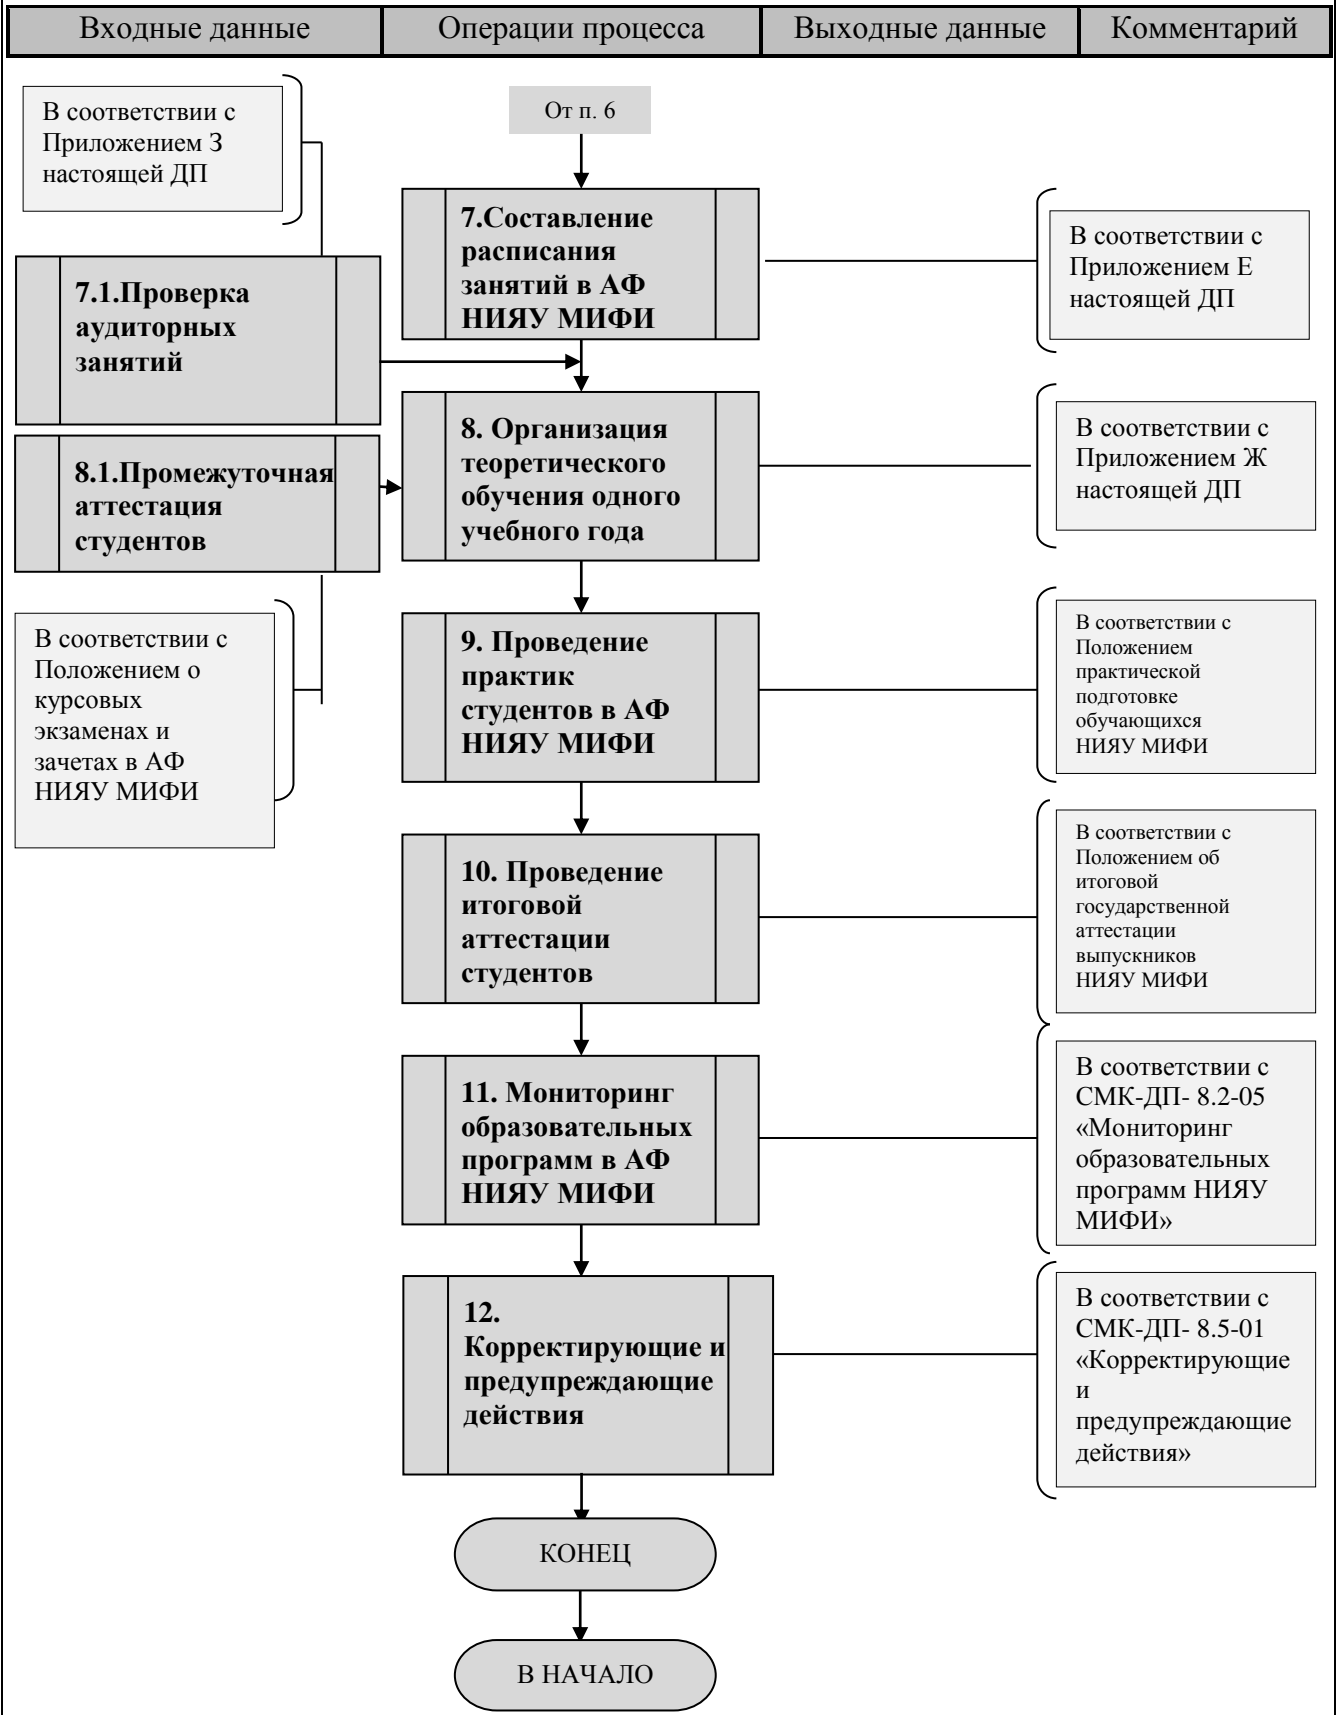 Входные данные
Операции процесса
Выходные данные
Комментарий
От п. 6
В соответствии с
Приложением З
настоящей ДП
7.Составление
расписания
занятий в АФ
НИЯУ МИФИ
В соответствии с
Приложением Е
настоящей ДП
7.1.Проверка
аудиторных
занятий
8. Организация
теоретического
обучения одного
учебного года
В соответствии с
Приложением Ж
настоящей ДП
8.1.Промежуточная
аттестация
студентов
В соответствии с
Положением о
курсовых
экзаменах и
зачетах в АФ
НИЯУ МИФИ
9. Проведение
практик
студентов в АФ
НИЯУ МИФИ
В соответствии с
Положением
практической
подготовке
обучающихся
НИЯУ МИФИ
10. Проведение
итоговой
аттестации
студентов
В соответствии с
Положением об
итоговой
государственной
аттестации
выпускников
НИЯУ МИФИ
11. Мониторинг
образовательных
программ в АФ
НИЯУ МИФИ
В соответствии с
СМК-ДП- 8.2-05
«Мониторинг
образовательных
программ НИЯУ
МИФИ»
12.
Корректирующие и
предупреждающие
действия
В соответствии с
СМК-ДП- 8.5-01
«Корректирующие
и
предупреждающие
действия»
КОНЕЦ
В НАЧАЛО